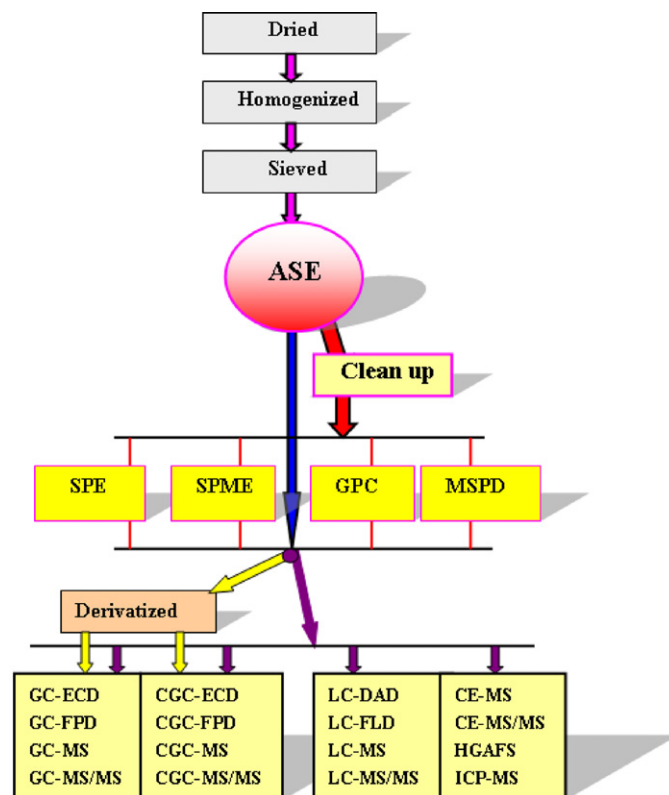 Dried
Homogenized
Sieved
ASE
Clean up
SPE
SPME
GPC
MSPD
Derivatized
GC-ECD
GC-FPD
GC-MS
GC-MS/MS
CGC-ECD
CGC-FPD
CGC-MS
CGC-MS/MS
LC-DAD
LC-FLD
LC-MS
LC-MS/MS
CE-MS
CE-MS/MS
HGAFS
ICP-MS